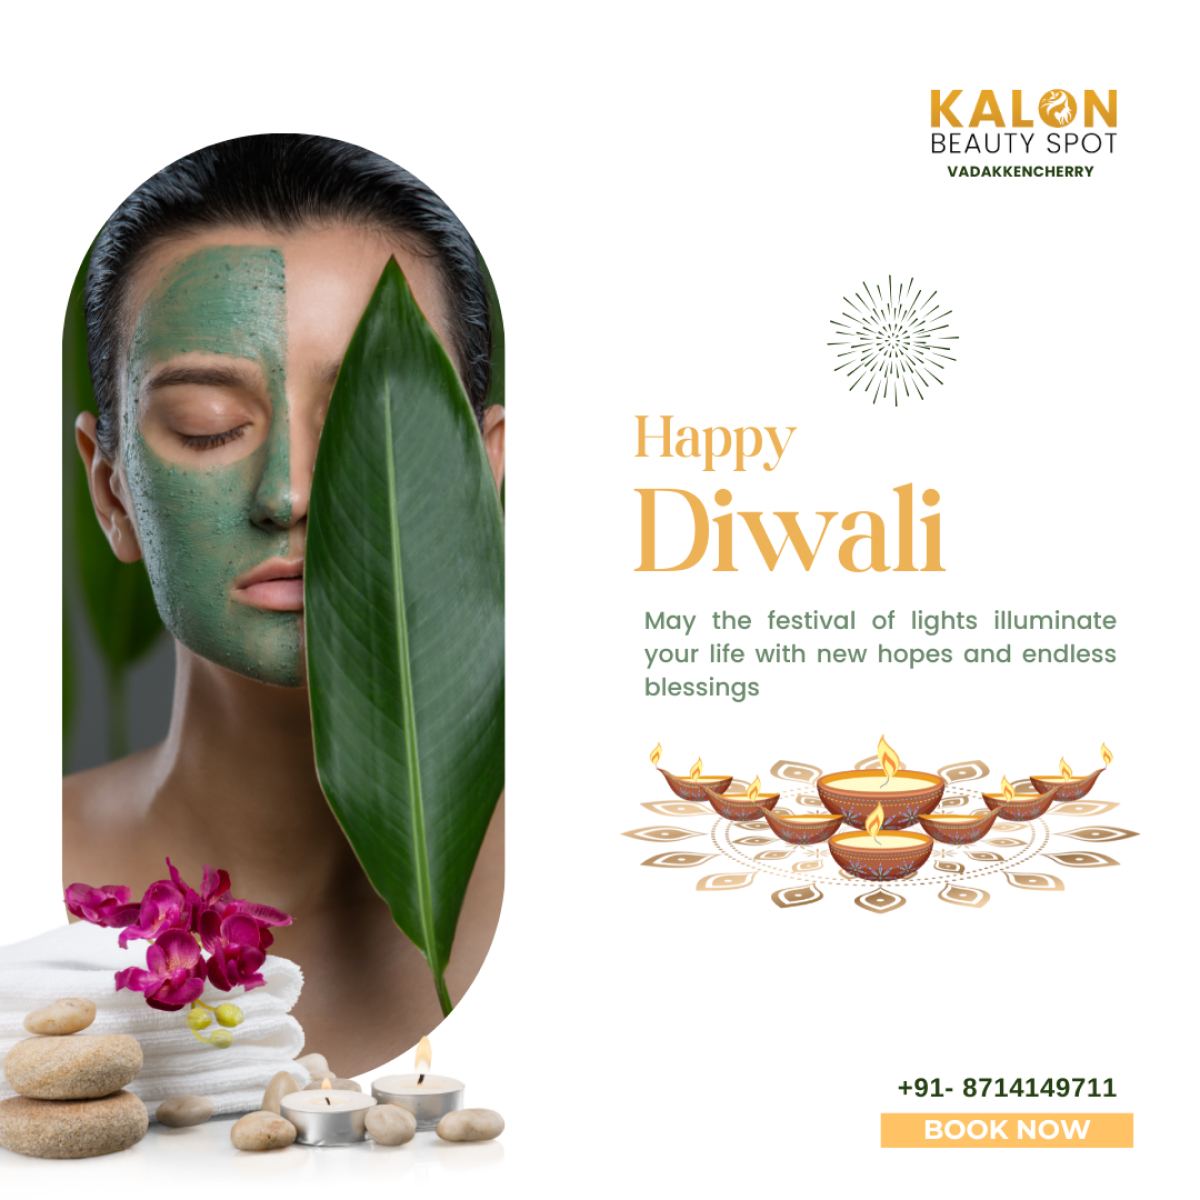 KALON
BEAUTY SPOT
VADAKKENCHERRY
Happy
Diwali
May the festival of lights illuminate
your life with new hopes and endless
blessings
+91- 8714149711
BOOK NOW